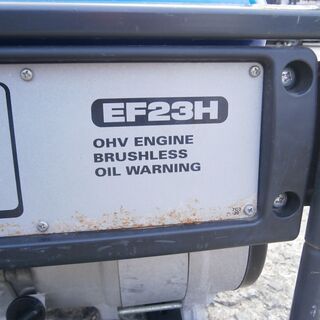 EF23H
OHV ENGINE
BRUSHLESS
OIL WARNING